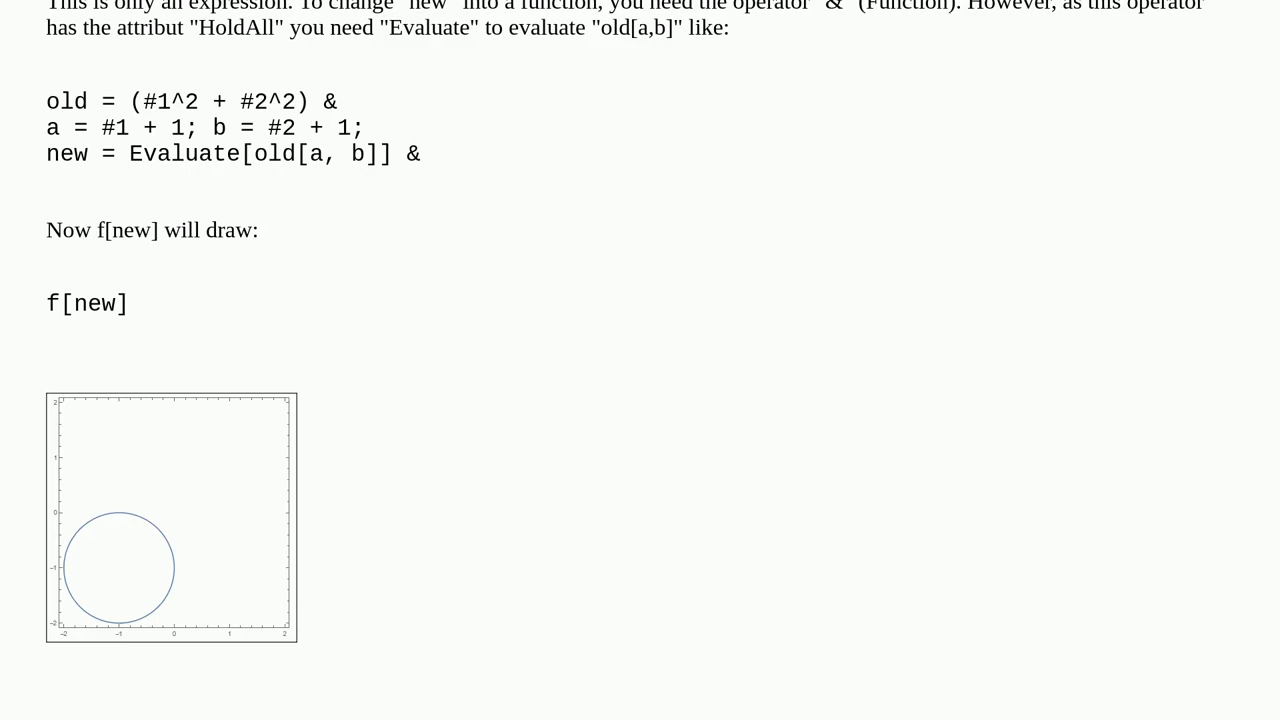 This is only an expression. To change "new" into a function, you need the operator "&" (Function). However, as this operator
has the attribut "HoldAll" you need "Evaluate" to evaluate "old[a,b]" like:
old = (#1^2 + #2^2) &
a = #1 + 1; b = #2 + 1;
new = Evaluate[old[a, b]] &
Now f[new] will draw:
f[new]
2
1
0
-1
-2
-2 -1 0 1 2